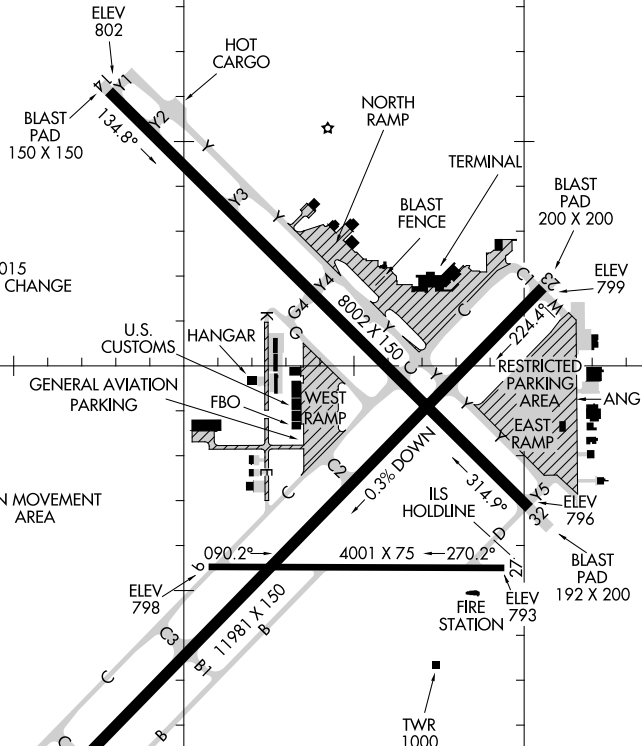 ELEV
802
HOT
CARGO
14
Y1
BLAST
PAD
150 X 150
134.8°
Y2
Y
NORTH
RAMP
TERMINAL
BLAST
FENCE
BLAST
PAD
200 X 200
Y3
Y
015
CHANGE
C1
23
ELEV
799
W
G4
Y4
8002 X 150
Y
C
224.4°
K
G
U.S.
CUSTOMS
HANGAR
C
Y
RESTRICTED
PARKING
AREA
ANG
GENERAL AVIATION
PARKING
FBO
WEST
RAMP
Y
Y
EAST
RAMP
0.3% DOWN
C2
E
C
314.9°
ILS
HOLDLINE
Y5
32
ELEV
796
N MOVEMENT
AREA
D
090.2°
4001 X 75
270.2°
27
9
ELEV
798
BLAST
PAD
192 X 200
ELEV
793
FIRE
STATION
11981 X 150
B
C3
B1
C
B
C
TWR
1000